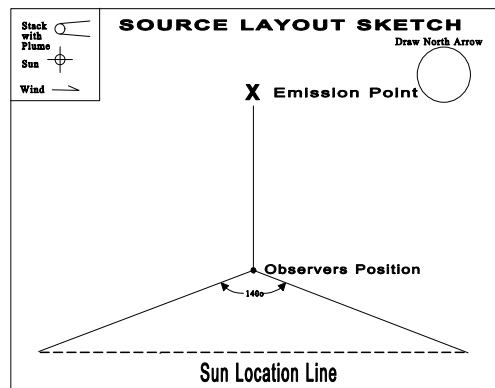 SOURCE LAYOUT SKETCH
Stack
with
Plume
Sun
Wind
Draw North Arrow
X Emission Point
Observers Position
140o
Sun Location Line